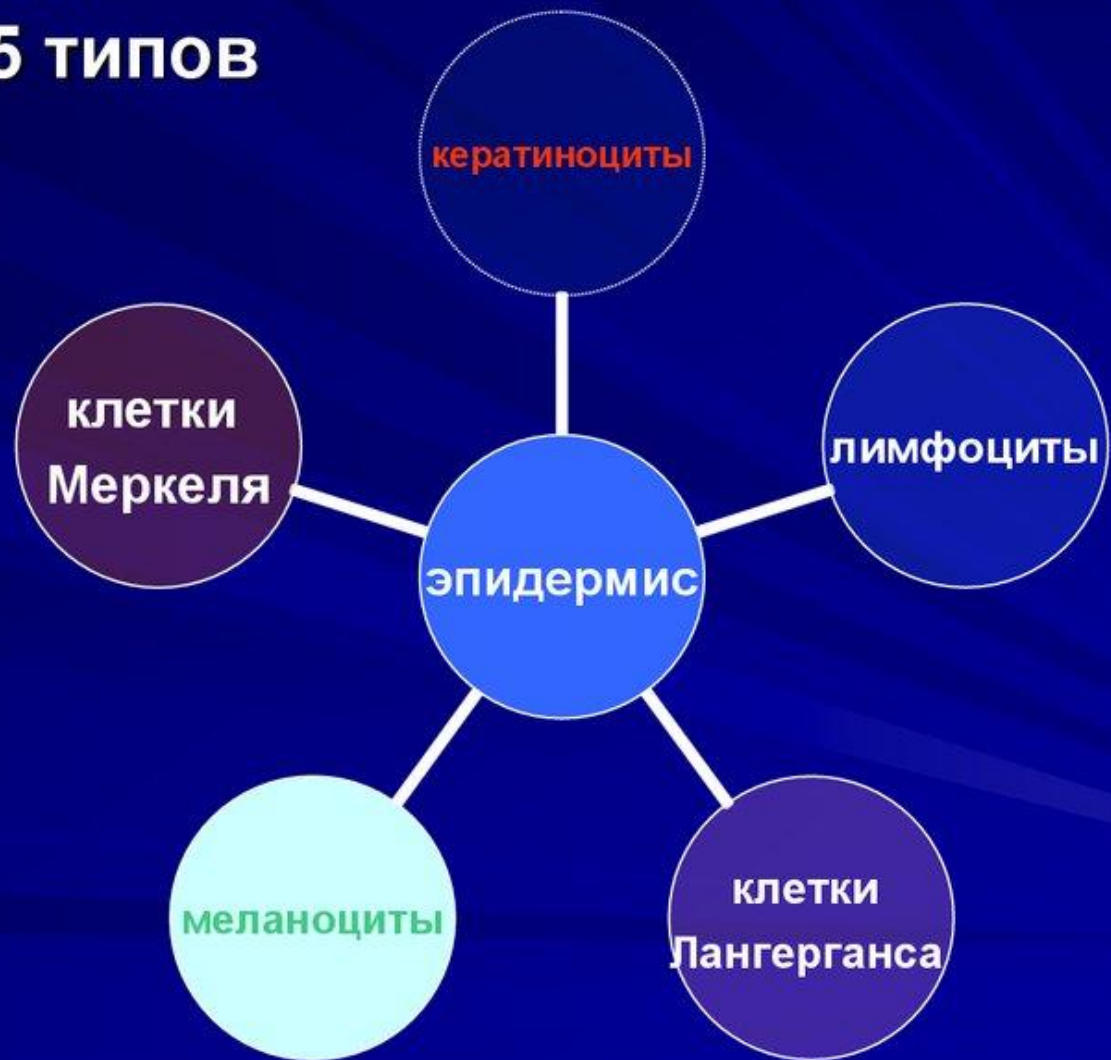 5 типов
кератиноциты
клетки
Меркеля
лимфоциты
эпидермис
меланоциты
клетки
Лангерганса